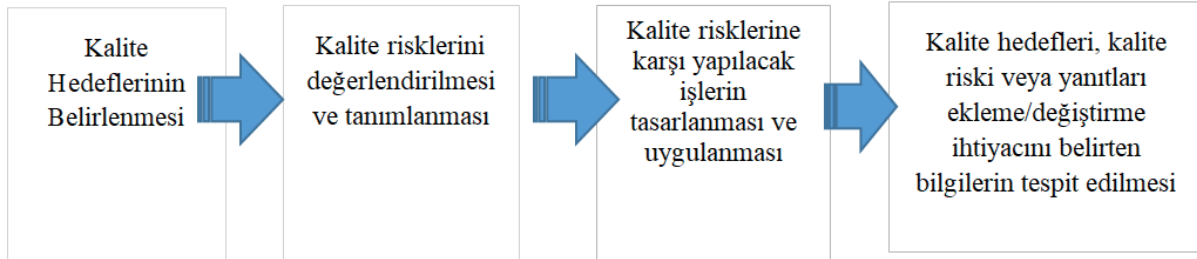 Kalite
Hedeflerinin
Belirlenmesi
Kalite risklerini
değerlendirilmesi
ve tanımlanması
Kalite risklerine
karşı yapılacak
işlerin
tasarlanması ve
uygulanması
Kalite hedefleri, kalite
riski veya yanıtları
ekleme/değiştirme
ihtiyacını belirten
bilgilerin tespit edilmesi